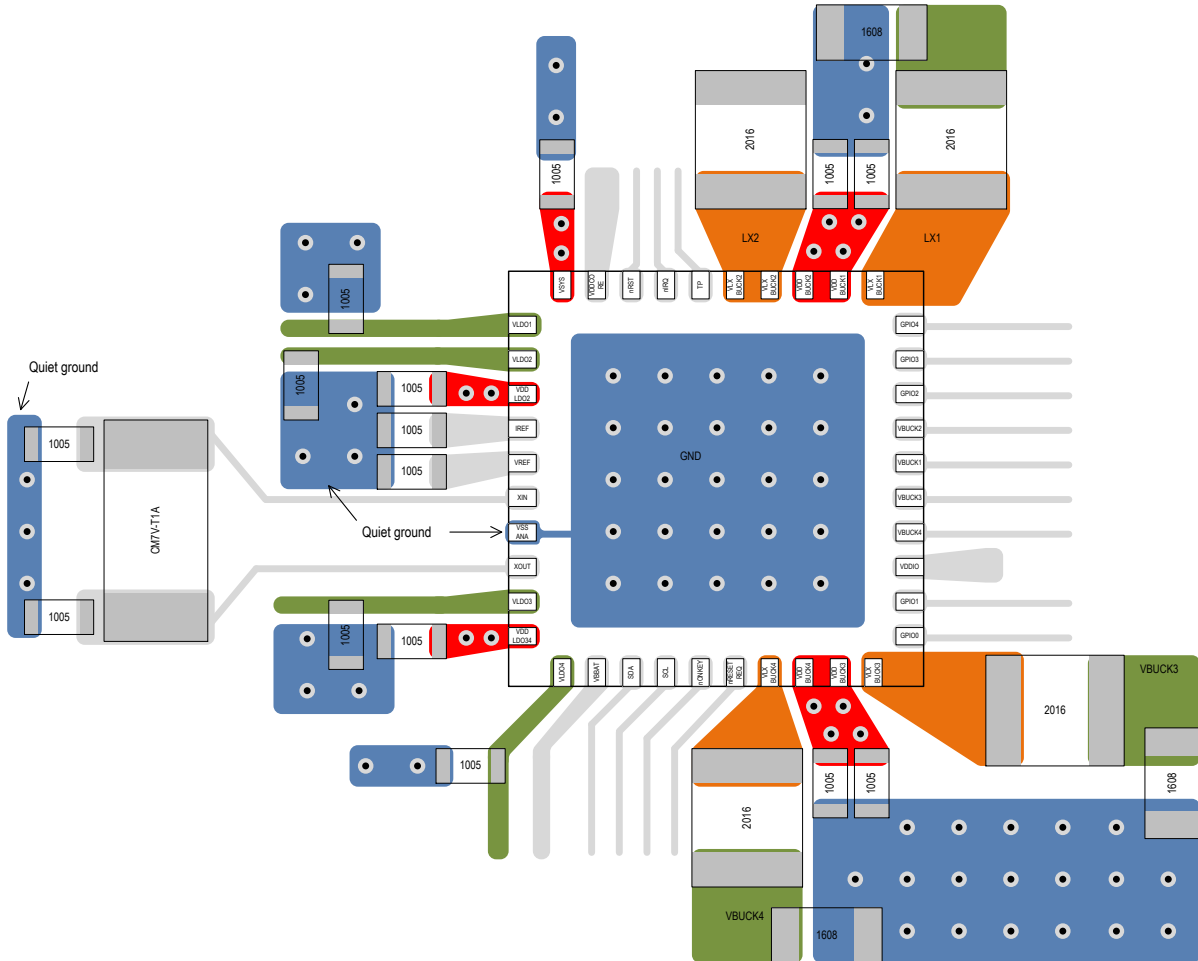 1608
2016
2016
1005
1005
1005
LX2
LX1
VSYS
VDDCO
RE
nRST
nIRQ
TP
VLX
BUCK2
VLX
BUCK2
VDD
BUCK2
VDD
BUCK1
VLX
BUCK1
1005
VLDO1
GPIO4
Quiet ground
1005
VLDO2
GPIO3
1005
VDD
LDO2
GPIO2
1005
1005
IREF
VBUCK2
GND
1005
VREF
VBUCK1
XIN
VBUCK3
CM7V-T1A
Quiet ground
VSS
ANA
VBUCK4
XOUT
VDDIO
1005
VLDO3
GPIO1
1005
1005
VDD
LDO34
GPIO0
VLDO4
VBBAT
SDA
SCL
nONKEY
nRESET
REQ
VLX
BUCK4
VDD
BUCK4
VDD
BUCK3
VLX
BUCK3
VBUCK3
2016
1005
1005
1005
1608
2016
VBUCK4
1608